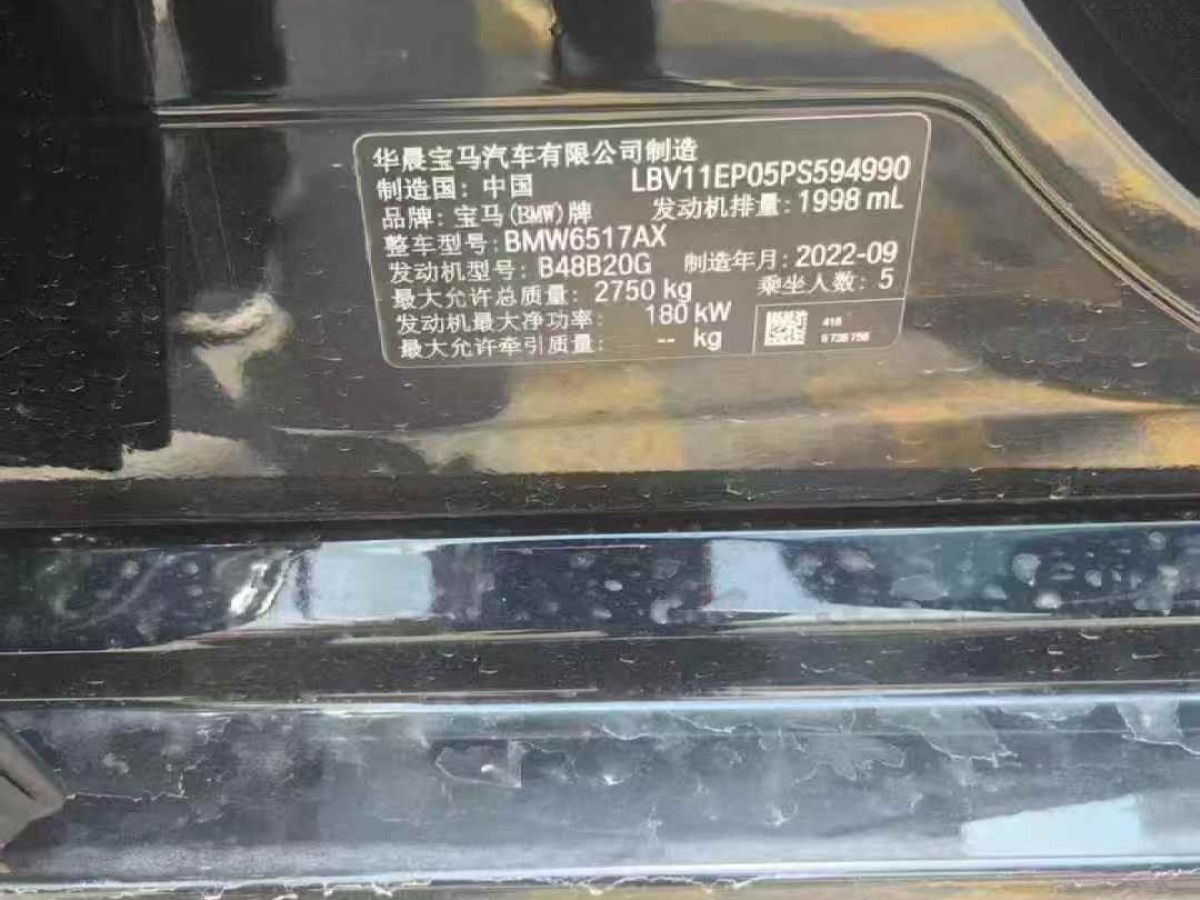 华晨宝马汽车有限公司制造
制造国: 中国 LBV11EP05PS594990
品牌: 宝马(BMW)牌 发动机排量: 1998 mL
整车型号: BMW6517AX
发动机型号: B48B20G 制造年月: 2022-09
最大允许总质量: 2750 kg 乘坐人数: 5
发动机最大净功率: 180 kW
最大允许牵引质量: -- kg
416